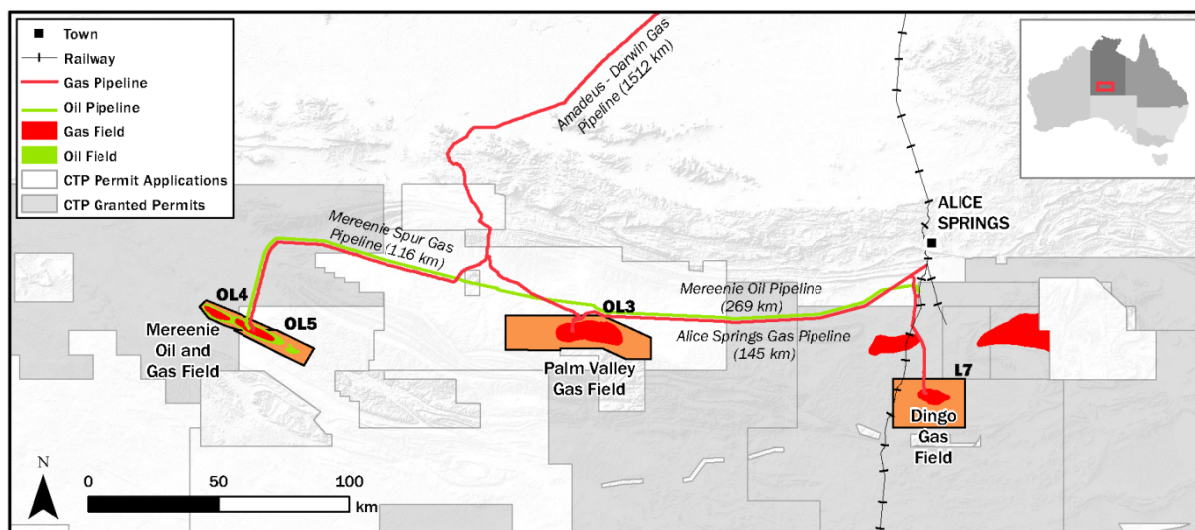 Town
Railway
Gas Pipeline
Oil Pipeline
Gas Field
Oil Field
CTP Permit Applications
CTP Granted Permits
Amadeus - Darwin Gas
Pipeline (1512 km)
ALICE
SPRINGS
Mereenie Spur Gas
Pipeline (116 km)
OL4
OL5
Mereenie
Oil and
Gas Field
OL3
Palm Valley
Gas Field
Mereenie Oil Pipeline
(269 km)
Alice Springs Gas Pipeline
(145 km)
L7
Dingo
Gas
Field
N
0
50
100
km